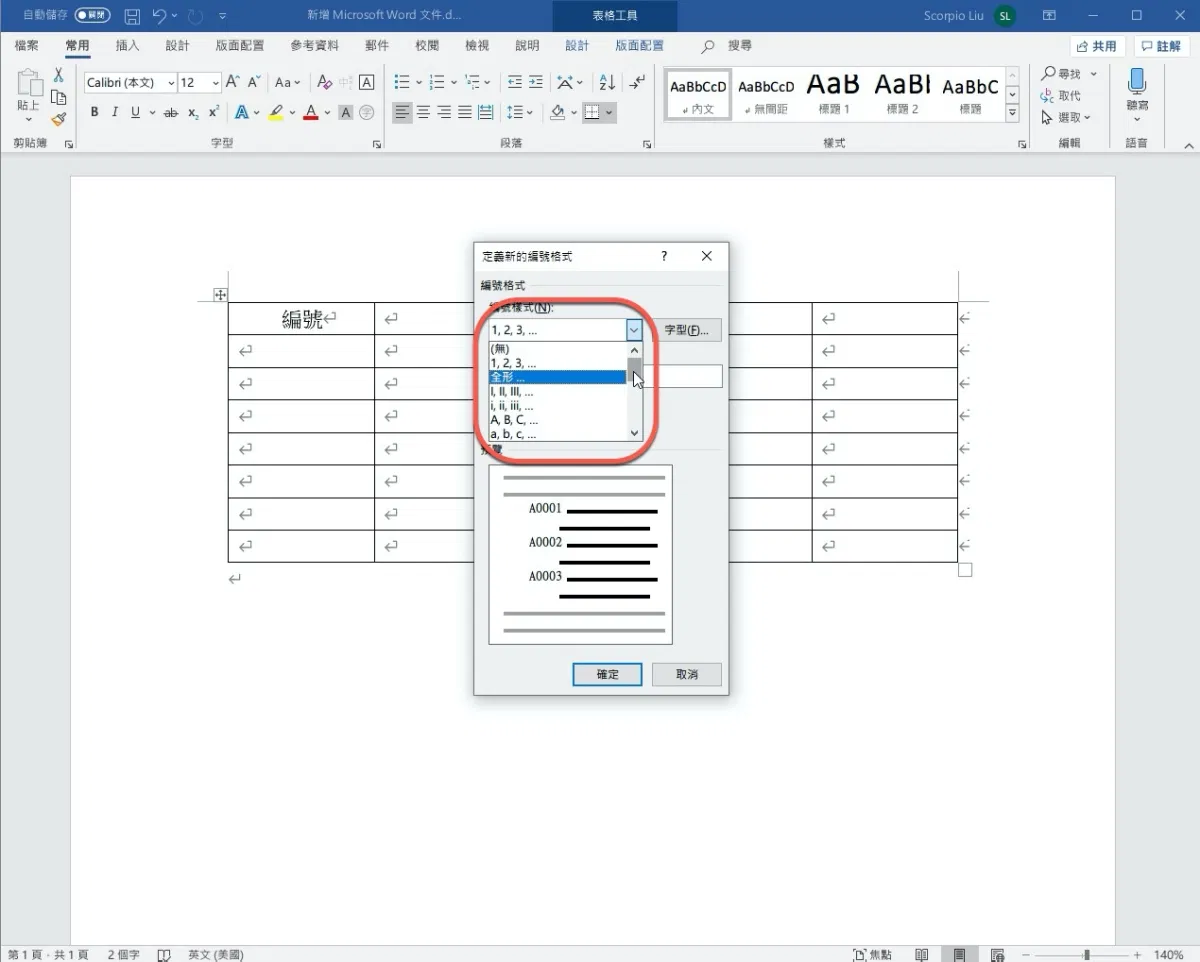 自動儲存 關閉 新增 Microsoft Word 文件.d... 表格工具 Scorpio Liu SL
檔案 常用 插入 設計 版面配置 參考資料 郵件 校閱 檢視 說明 設計 版面配置 搜尋 共用 註解
貼上 Calibri (本文) 12 A A Aa A A
B I U ab x₂ x² A A A
AaBbCcD AaBbCcD AaB AaBl AaBbC
內文 無間距 標題 1 標題 2 標題
尋找
取代
選取
聽寫
剪貼簿 字型 段落 樣式 編輯 語音
定義新的編號格式 ?
編號格式
編號樣式(N):
1, 2, 3, ... 字型(F)...
(無)
1, 2, 3, ...
全形 ...
I, II, III, ...
i, ii, iii, ...
A, B, C, ...
a, b, c, ...
預覽
A0001
A0002
A0003
確定 取消
編號
第 1 頁，共 1 頁 2 個字 英文 (美國) 焦點 140%